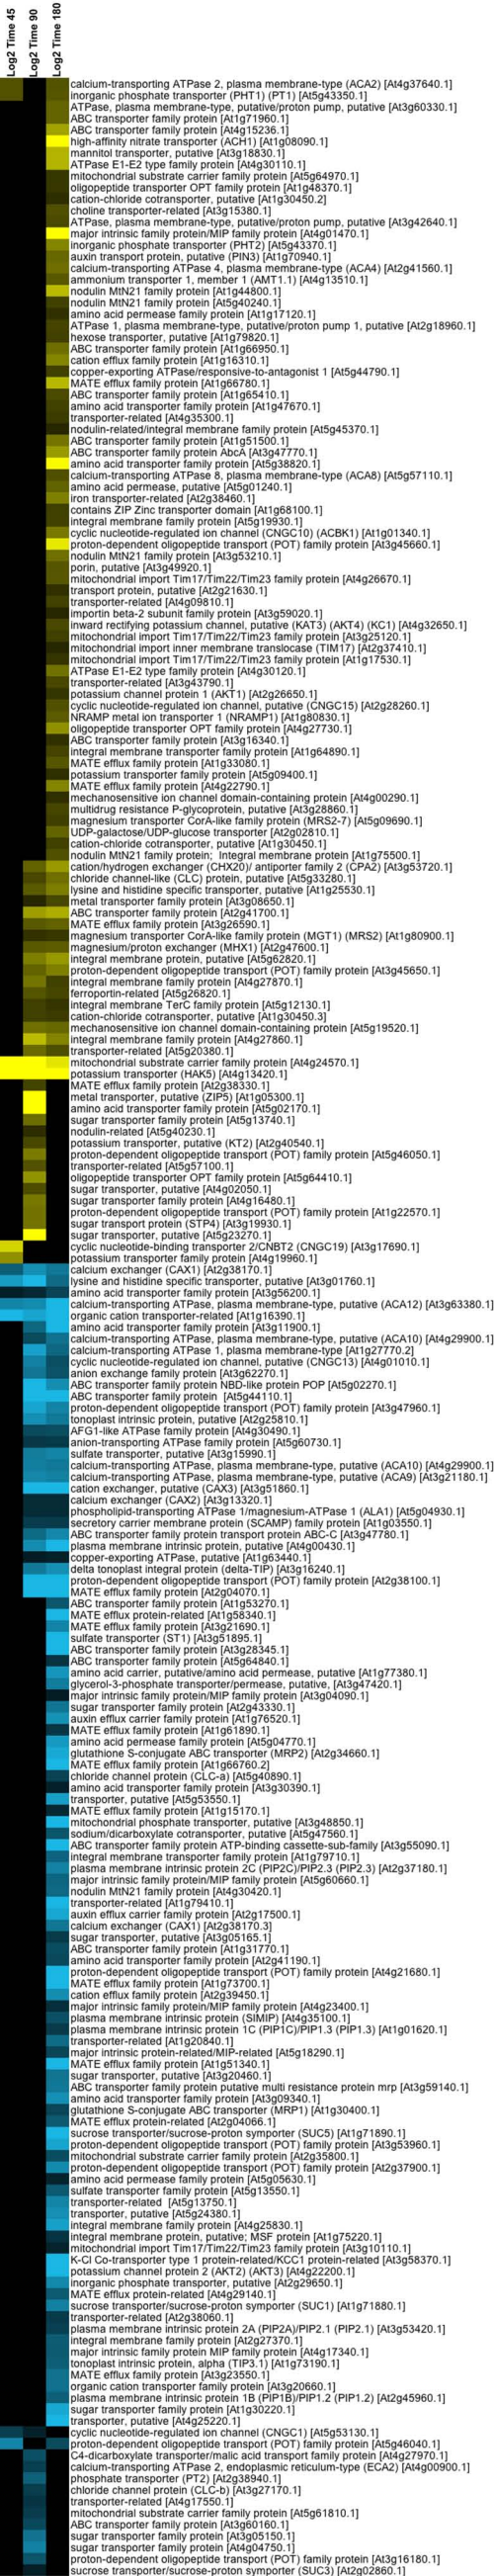 Log2 Time 45
Log2 Time 90
Log2 Time 180
calcium-transporting ATPase 2, plasma membrane-type (ACA2) [At4g37640.1]
inorganic phosphate transporter (PHT1) (PT1) [At5g43350.1]
ATPase, plasma membrane-type, putative/proton pump, putative [At3g60330.1]
ABC transporter family protein [At1g71960.1]
ABC transporter family protein [At4g15236.1]
high-affinity nitrate transporter (ACH1) [At1g08090.1]
mannitol transporter, putative [At3g18830.1]
ATPase E1-E2 type family protein [At4g30110.1]
mitochondrial substrate carrier family protein [At5g64970.1]
oligopeptide transporter OPT family protein [At1g48370.1]
cation-chloride cotransporter, putative [At1g30450.2]
choline transporter-related [At3g15380.1]
ATPase, plasma membrane-type, putative/proton pump, putative [At3g42640.1]
major intrinsic family protein/MIP family protein [At4g01470.1]
inorganic phosphate transporter (PHT2) [At5g43370.1]
auxin transport protein, putative (PIN3) [At1g70940.1]
calcium-transporting ATPase 4, plasma membrane-type (ACA4) [At2g41560.1]
ammonium transporter 1, member 1 (AMT1.1) [At4g13510.1]
nodulin MtN21 family protein [At1g44800.1]
nodulin MtN21 family protein [At5g40240.1]
amino acid permease family protein [At1g17120.1]
ATPase 1, plasma membrane-type, putative/proton pump 1, putative [At2g18960.1]
hexose transporter, putative [At1g79820.1]
ABC transporter family protein [At1g66950.1]
cation efflux family protein [At1g16310.1]
copper-exporting ATPase/responsive-to-antagonist 1 [At5g44790.1]
MATE efflux family protein [At1g66780.1]
ABC transporter family protein [At1g65410.1]
amino acid transporter family protein [At1g47670.1]
transporter-related [At4g35300.1]
nodulin-related/integral membrane family protein [At5g45370.1]
ABC transporter family protein [At1g51500.1]
ABC transporter family protein AbcA [At3g47770.1]
amino acid transporter family protein [At5g38820.1]
calcium-transporting ATPase 8, plasma membrane-type (ACA8) [At5g57110.1]
amino acid permease, putative [At5g01240.1]
iron transporter-related [At2g38460.1]
contains ZIP Zinc transporter domain [At1g68100.1]
integral membrane family protein [At5g19930.1]
cyclic nucleotide-regulated ion channel (CNGC10) (ACBK1) [At1g01340.1]
proton-dependent oligopeptide transport (POT) family protein [At3g45660.1]
nodulin MtN21 family protein [At3g53210.1]
porin, putative [At3g49920.1]
mitochondrial import Tim17/Tim22/Tim23 family protein [At4g26670.1]
transport protein, putative [At2g21630.1]
transporter-related [At4g09810.1]
importin beta-2 subunit family protein [At3g59020.1]
inward rectifying potassium channel, putative (KAT3) (AKT4) (KC1) [At4g32650.1]
mitochondrial import Tim17/Tim22/Tim23 family protein [At3g25120.1]
mitochondrial import inner membrane translocase (TIM17) [At2g37410.1]
mitochondrial import Tim17/Tim22/Tim23 family protein [At1g17530.1]
ATPase E1-E2 type family protein [At4g30120.1]
transporter-related [At3g43790.1]
potassium channel protein 1 (AKT1) [At2g26650.1]
cyclic nucleotide-regulated ion channel, putative (CNGC15) [At2g28260.1]
NRAMP metal ion transporter 1 (NRAMP1) [At1g80830.1]
oligopeptide transporter OPT family protein [At4g27730.1]
ABC transporter family protein [At3g16340.1]
integral membrane transporter family protein [At1g64890.1]
MATE efflux family protein [At1g33080.1]
potassium transporter family protein [At5g09400.1]
MATE efflux family protein [At4g22790.1]
mechanosensitive ion channel domain-containing protein [At4g00290.1]
multidrug resistance P-glycoprotein, putative [At3g28860.1]
magnesium transporter CorA-like family protein (MRS2-7) [At5g09690.1]
UDP-galactose/UDP-glucose transporter [At2g02810.1]
cation-chloride cotransporter, putative [At1g30450.1]
nodulin MtN21 family protein;  Integral membrane protein [At1g75500.1]
cation/hydrogen exchanger (CHX20)/ antiporter family 2 (CPA2) [At3g53720.1]
chloride channel-like (CLC) protein, putative [At5g33280.1]
lysine and histidine specific transporter, putative [At1g25530.1]
metal transporter family protein [At3g08650.1]
ABC transporter family protein [At2g41700.1]
MATE efflux family protein [At3g26590.1]
magnesium transporter CorA-like family protein (MGT1) (MRS2) [At1g80900.1]
magnesium/proton exchanger (MHX1) [At2g47600.1]
integral membrane protein, putative [At5g62820.1]
proton-dependent oligopeptide transport (POT) family protein [At3g45650.1]
integral membrane family protein [At4g27870.1]
ferroportin-related [At5g26820.1]
integral membrane TerC family protein [At5g12130.1]
cation-chloride cotransporter, putative [At1g30450.3]
mechanosensitive ion channel domain-containing protein [At5g19520.1]
integral membrane family protein [At4g27860.1]
transporter-related [At5g20380.1]
mitochondrial substrate carrier family protein [At4g24570.1]
potassium transporter (HAK5) [At4g13420.1]
MATE efflux family protein [At2g38330.1]
metal transporter, putative (ZIP5) [At1g05300.1]
amino acid transporter family protein [At5g02170.1]
sugar transporter family protein [At5g13740.1]
nodulin-related [At5g40230.1]
potassium transporter, putative (KT2) [At2g40540.1]
proton-dependent oligopeptide transport (POT) family protein [At5g46050.1]
transporter-related [At5g57100.1]
oligopeptide transporter OPT family protein [At5g64410.1]
sugar transporter, putative [At4g02050.1]
sugar transporter family protein [At4g16480.1]
proton-dependent oligopeptide transport (POT) family protein [At1g22570.1]
sugar transport protein (STP4) [At3g19930.1]
sugar transporter, putative [At5g23270.1]
cyclic nucleotide-binding transporter 2/CNBT2 (CNGC19) [At3g17690.1]
potassium transporter family protein [At4g19960.1]
calcium exchanger (CAX1) [At2g38170.1]
lysine and histidine specific transporter, putative [At3g01760.1]
amino acid transporter family protein [At3g56200.1]
calcium-transporting ATPase, plasma membrane-type, putative (ACA12) [At3g63380.1]
organic cation transporter-related [At1g16390.1]
amino acid transporter family protein [At3g11900.1]
calcium-transporting ATPase, plasma membrane-type, putative (ACA10) [At4g29900.1]
calcium-transporting ATPase 1, plasma membrane-type [At1g27770.2]
cyclic nucleotide-regulated ion channel, putative (CNGC13) [At4g01010.1]
anion exchange family protein [At3g62270.1]
ABC transporter family protein NBD-like protein POP [At5g02270.1]
ABC transporter family protein  [At5g44110.1]
proton-dependent oligopeptide transport (POT) family protein [At3g47960.1]
tonoplast intrinsic protein, putative [At2g25810.1]
AFG1-like ATPase family protein [At4g30490.1]
anion-transporting ATPase family protein [At5g60730.1]
sulfate transporter, putative [At3g15990.1]
calcium-transporting ATPase, plasma membrane-type, putative (ACA10) [At4g29900.1]
calcium-transporting ATPase, plasma membrane-type, putative (ACA9) [At3g21180.1]
cation exchanger, putative (CAX3) [At3g51860.1]
calcium exchanger (CAX2) [At3g13320.1]
phospholipid-transporting ATPase 1/magnesium-ATPase 1 (ALA1) [At5g04930.1]
secretory carrier membrane protein (SCAMP) family protein [At1g03550.1]
ABC transporter family protein transport protein ABC-C [At3g47780.1]
plasma membrane intrinsic protein, putative [At4g00430.1]
copper-exporting ATPase, putative [At1g63440.1]
delta tonoplast integral protein (delta-TIP) [At3g16240.1]
proton-dependent oligopeptide transport (POT) family protein [At2g38100.1]
MATE efflux family protein [At2g04070.1]
ABC transporter family protein [At1g53270.1]
MATE efflux protein-related [At1g58340.1]
MATE efflux family protein [At3g21690.1]
sulfate transporter (ST1) [At3g51895.1]
ABC transporter family protein [At3g28345.1]
ABC transporter family protein [At5g64840.1]
amino acid carrier, putative/amino acid permease, putative [At1g77380.1]
glycerol-3-phosphate transporter/permease, putative, [At3g47420.1]
major intrinsic family protein/MIP family protein [At3g04090.1]
sugar transporter family protein [At2g43330.1]
auxin efflux carrier family protein [At1g76520.1]
MATE efflux family protein [At1g61890.1]
amino acid permease family protein [At5g04770.1]
glutathione S-conjugate ABC transporter (MRP2) [At2g34660.1]
MATE efflux family protein [At1g66760.2]
chloride channel protein (CLC-a) [At5g40890.1]
amino acid transporter family protein [At3g30390.1]
transporter, putative [At5g53550.1]
MATE efflux family protein [At1g15170.1]
mitochondrial phosphate transporter, putative [At3g48850.1]
sodium/dicarboxylate cotransporter, putative [At5g47560.1]
ABC transporter family protein ATP-binding cassette-sub-family [At3g55090.1]
integral membrane transporter family protein [At1g79710.1]
plasma membrane intrinsic protein 2C (PIP2C)/PIP2.3 (PIP2.3) [At2g37180.1]
major intrinsic family protein/MIP family protein [At5g60660.1]
nodulin MtN21 family protein [At4g30420.1]
transporter-related [At1g79410.1]
auxin efflux carrier family protein [At2g17500.1]
calcium exchanger (CAX1) [At2g38170.3]
sugar transporter, putative [At3g05165.1]
ABC transporter family protein [At1g31770.1]
amino acid transporter family protein [At2g41190.1]
proton-dependent oligopeptide transport (POT) family protein [At4g21680.1]
MATE efflux family protein [At1g73700.1]
cation efflux family protein [At2g39450.1]
major intrinsic family protein/MIP family protein [At4g23400.1]
plasma membrane intrinsic protein (SIMIP) [At4g35100.1]
plasma membrane intrinsic protein 1C (PIP1C)/PIP1.3 (PIP1.3) [At1g01620.1]
transporter-related [At1g20840.1]
major intrinsic protein-related/MIP-related [At5g18290.1]
MATE efflux family protein [At1g51340.1]
sugar transporter, putative [At3g20460.1]
ABC transporter family protein putative multi resistance protein mrp [At3g59140.1]
amino acid transporter family protein [At3g09340.1]
glutathione S-conjugate ABC transporter (MRP1) [At1g30400.1]
MATE efflux protein-related [At2g04066.1]
sucrose transporter/sucrose-proton symporter (SUC5) [At1g71890.1]
proton-dependent oligopeptide transport (POT) family protein [At3g53960.1]
mitochondrial substrate carrier family protein [At2g35800.1]
proton-dependent oligopeptide transport (POT) family protein [At2g37900.1]
amino acid permease family protein [At5g05630.1]
sulfate transporter family protein [At5g13550.1]
transporter-related  [At5g13750.1]
transporter, putative [At5g24380.1]
integral membrane family protein [At4g25830.1]
integral membrane protein, putative; MSF protein [At1g75220.1]
mitochondrial import Tim17/Tim22/Tim23 family protein [At3g10110.1]
K-Cl Co-transporter type 1 protein-related/KCC1 protein-related [At3g58370.1]
potassium channel protein 2 (AKT2) (AKT3) [At4g22200.1]
inorganic phosphate transporter, putative [At2g29650.1]
MATE efflux protein-related [At4g29140.1]
sucrose transporter/sucrose-proton symporter (SUC1) [At1g71880.1]
transporter-related [At2g38060.1]
plasma membrane intrinsic protein 2A (PIP2A)/PIP2.1 (PIP2.1) [At3g53420.1]
integral membrane family protein [At2g27370.1]
major intrinsic family protein MIP family protein [At4g17340.1]
tonoplast intrinsic protein, alpha (TIP3.1) [At1g73190.1]
MATE efflux family protein [At3g23550.1]
organic cation transporter family protein [At3g20660.1]
plasma membrane intrinsic protein 1B (PIP1B)/PIP1.2 (PIP1.2) [At2g45960.1]
sugar transporter family protein [At1g30220.1]
transporter, putative [At4g25220.1]
cyclic nucleotide-regulated ion channel (CNGC1) [At5g53130.1]
proton-dependent oligopeptide transport (POT) family protein [At5g46040.1]
C4-dicarboxylate transporter/malic acid transport family protein [At4g27970.1]
calcium-transporting ATPase 2, endoplasmic reticulum-type (ECA2) [At4g00900.1]
phosphate transporter (PT2) [At2g38940.1]
chloride channel protein (CLC-b) [At3g27170.1]
transporter-related [At4g17550.1]
mitochondrial substrate carrier family protein [At5g61810.1]
ABC transporter family protein [At3g60160.1]
sugar transporter family protein [At3g05150.1]
sugar transporter family protein [At4g04750.1]
proton-dependent oligopeptide transport (POT) family protein [At3g16180.1]
sucrose transporter/sucrose-proton symporter (SUC3) [At2g02860.1]